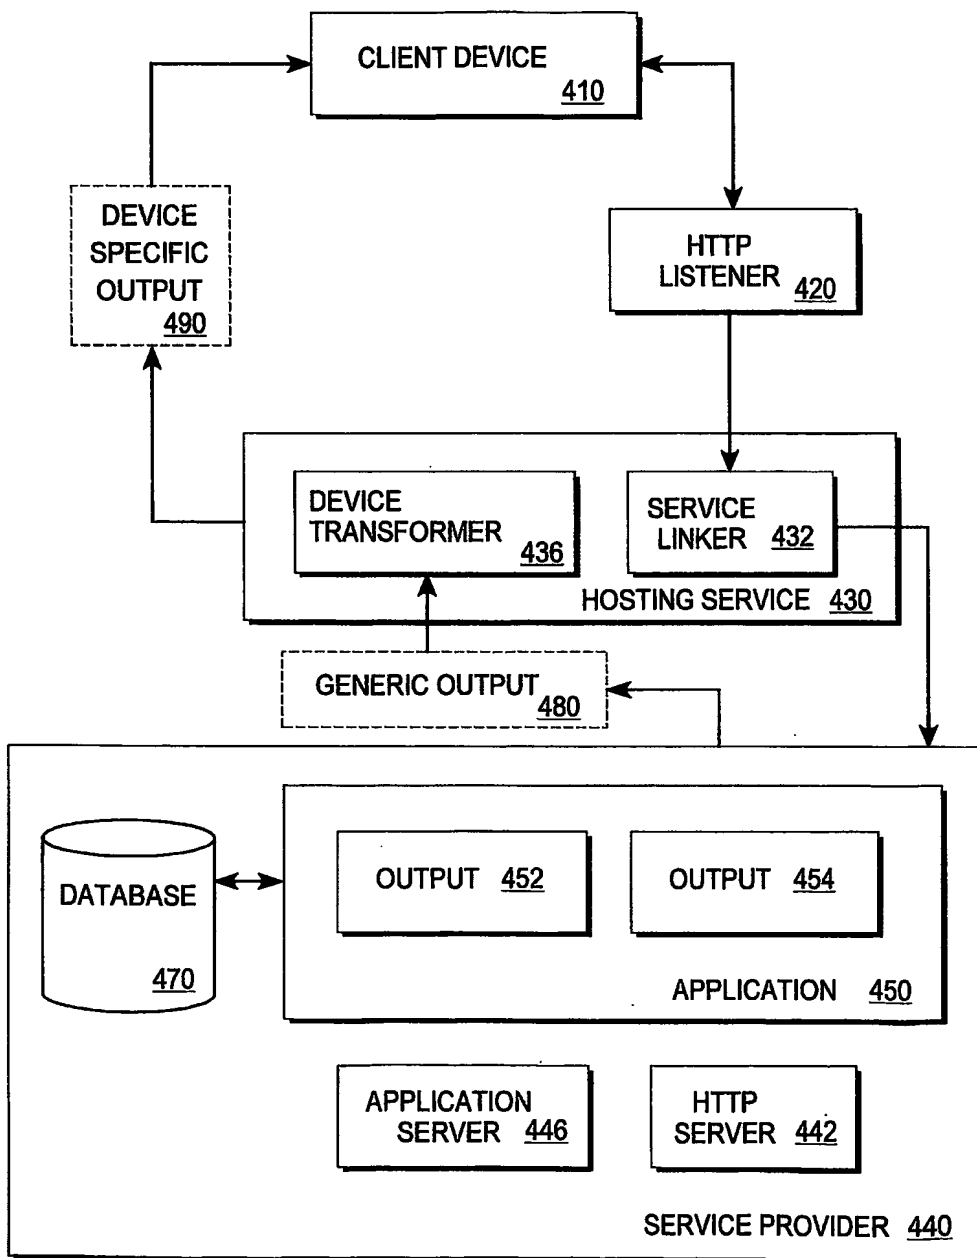 CLIENT DEVICE
410
DEVICE
SPECIFIC
OUTPUT
490
HTTP
LISTENER 420
DEVICE
TRANSFORMER
436
SERVICE
LINKER 432
HOSTING SERVICE 430
GENERIC OUTPUT
480
DATABASE
470
OUTPUT 452
OUTPUT 454
APPLICATION 450
APPLICATION
SERVER 446
HTTP
SERVER 442
SERVICE PROVIDER 440